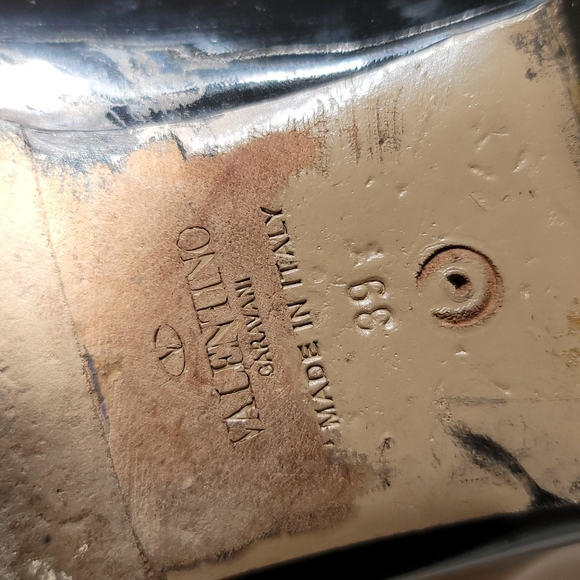 V
VALENTINO
GARAVANI
MADE IN ITALY
39